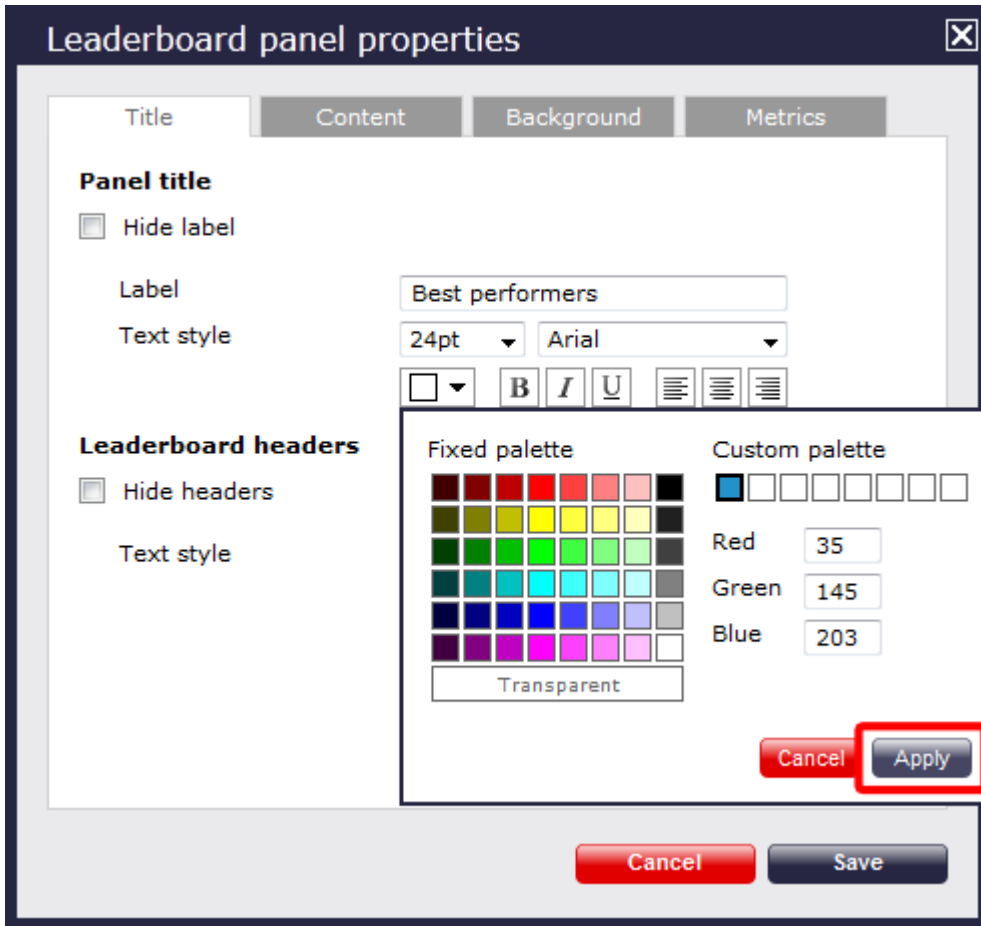 Leaderboard panel properties
Title Content Background Metrics
Panel title
Hide label
Label Best performers
Text style 24pt Arial
B I U
Leaderboard headers
Hide headers
Text style
Fixed palette Custom palette
Red 35
Green 145
Blue 203
Transparent
Cancel Apply
Cancel Save